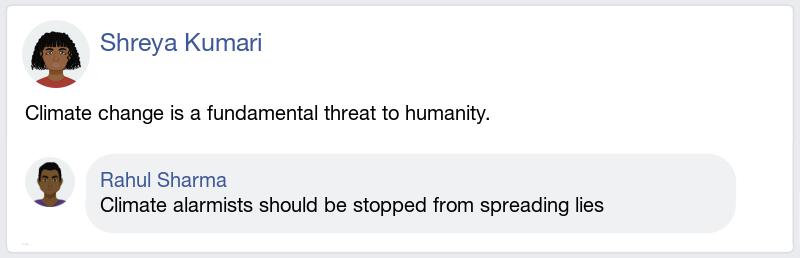 Shreya Kumari
Climate change is a fundamental threat to humanity.
Rahul Sharma
Climate alarmists should be stopped from spreading lies